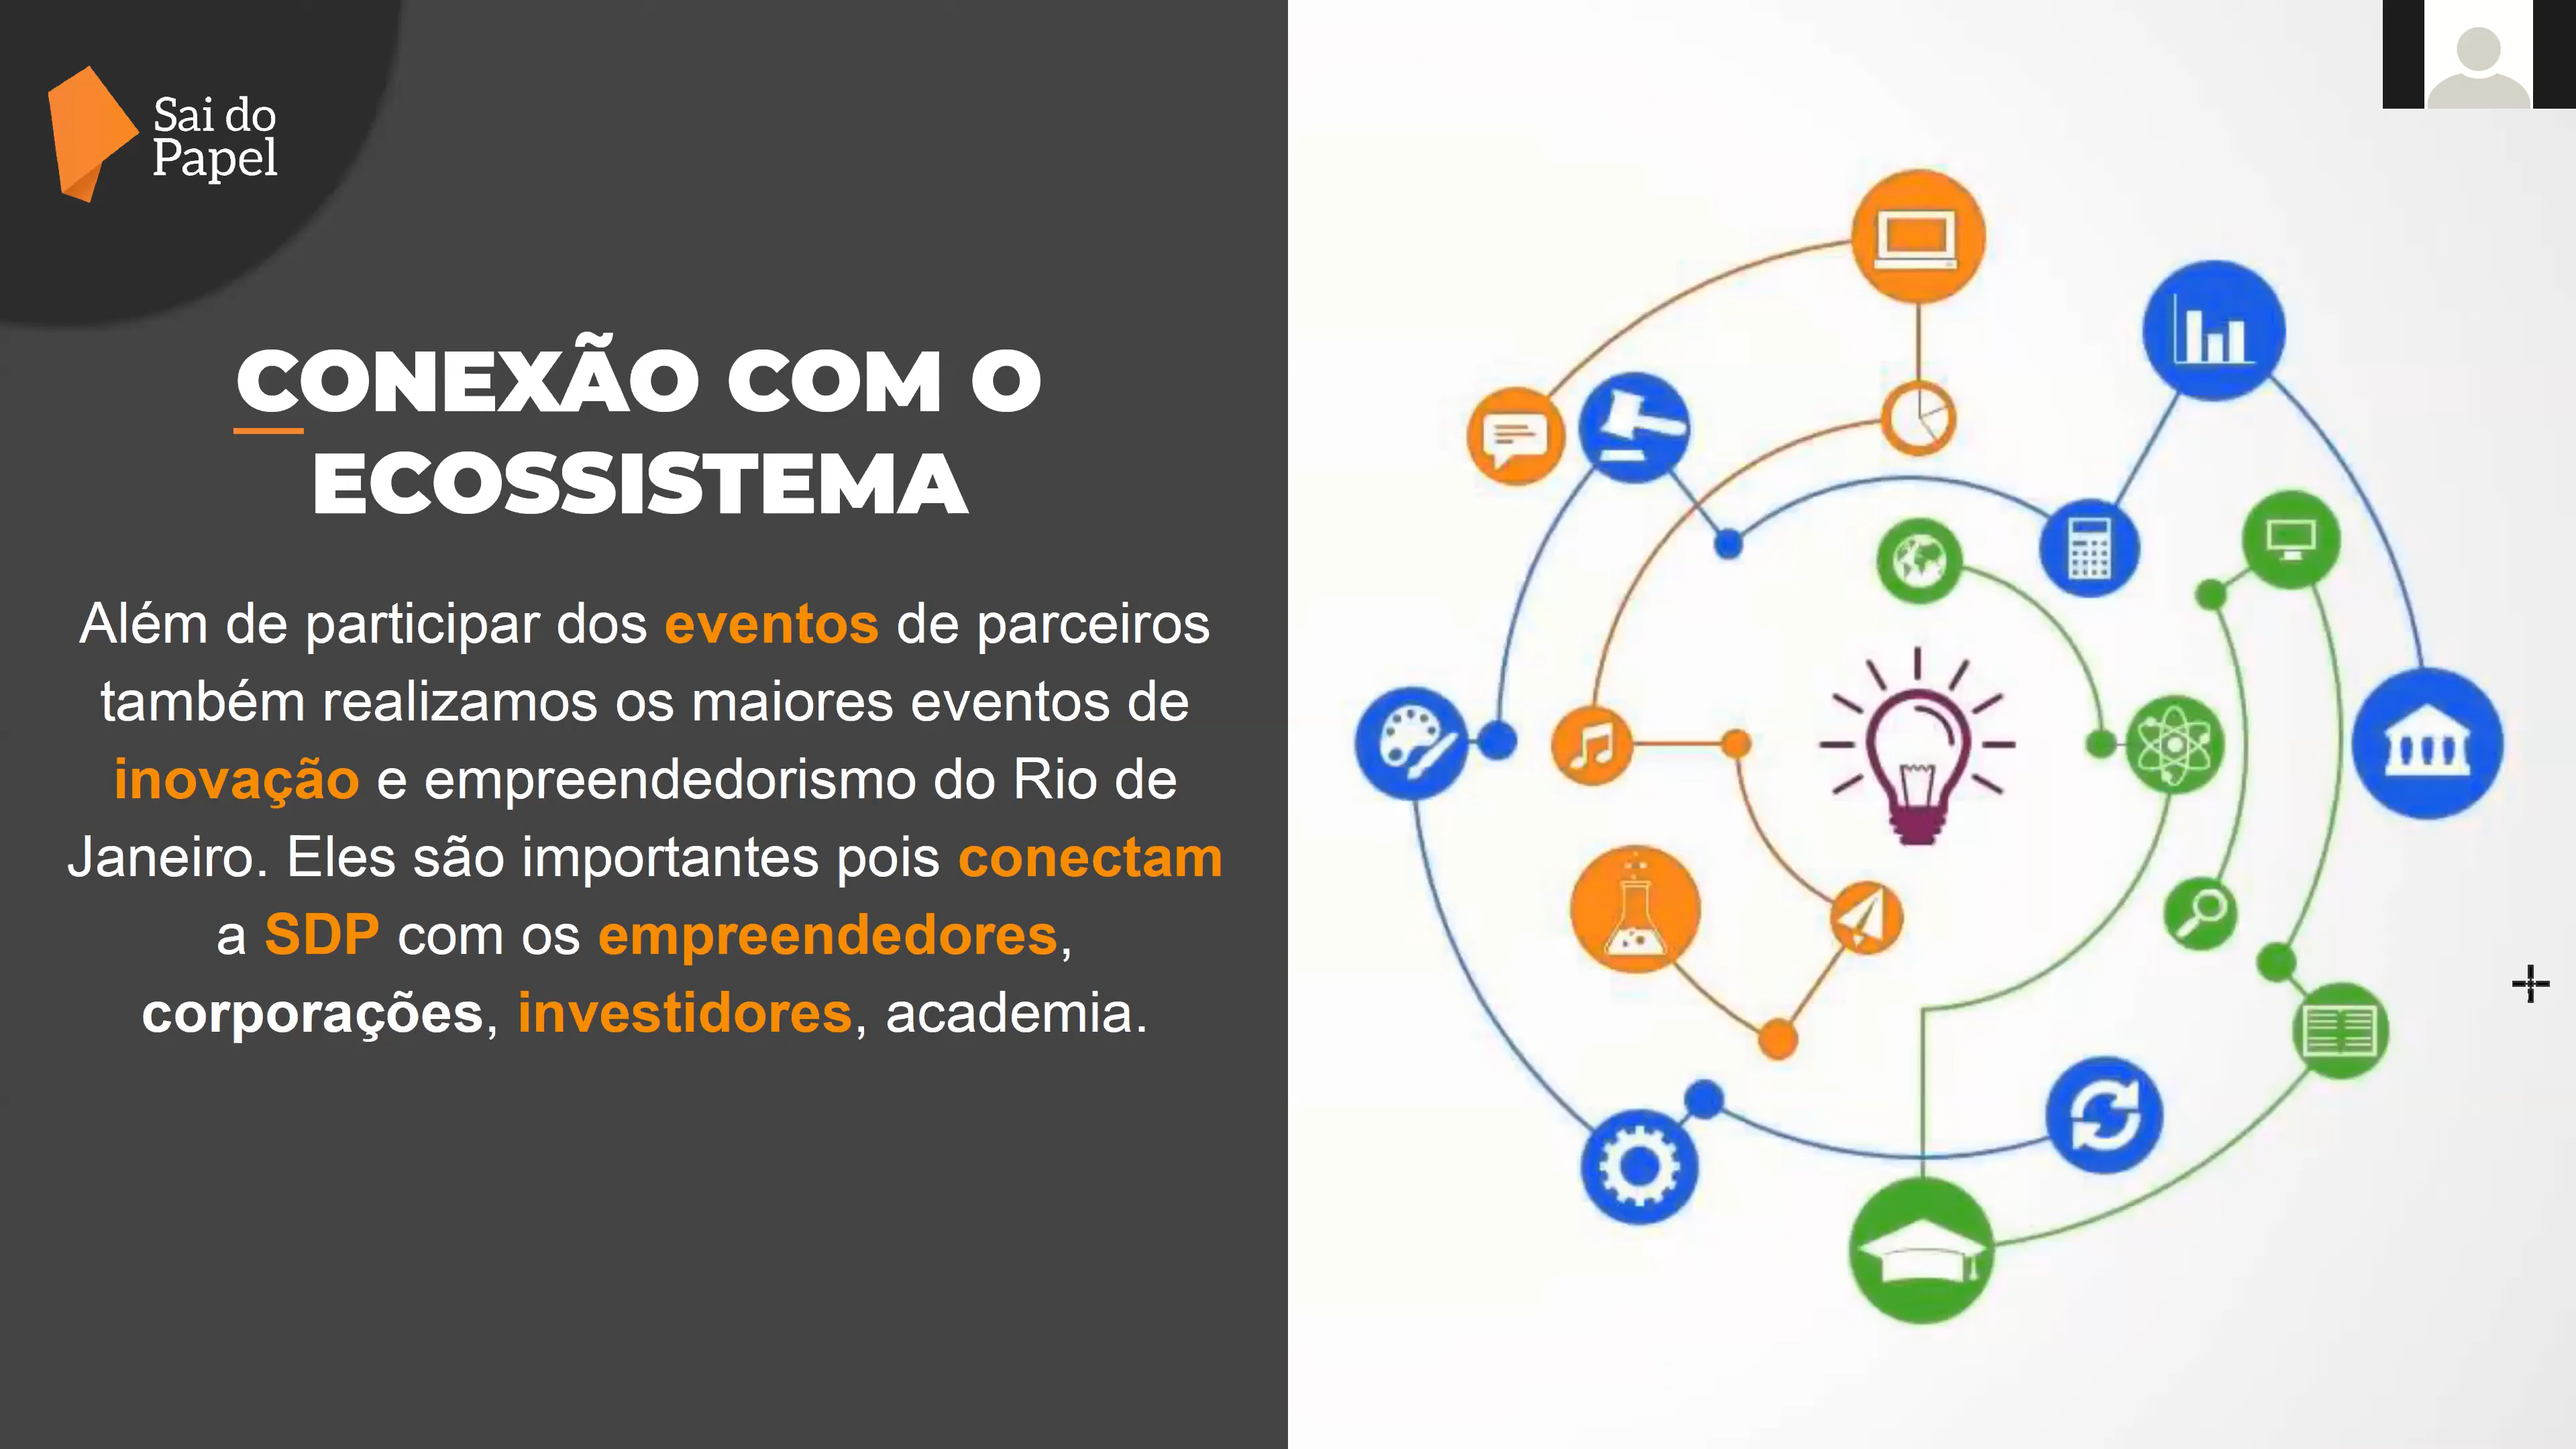 Sai do
Papel
CONEXÃO COM O
ECOSSISTEMA
Além de participar dos eventos de parceiros
também realizamos os maiores eventos de
inovação e empreendedorismo do Rio de
Janeiro. Eles são importantes pois conectam
a SDP com os empreendedores,
corporações, investidores, academia.